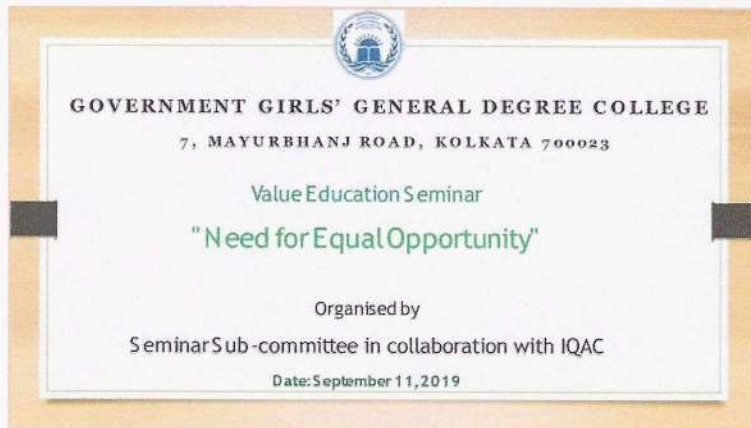 GOVERNMENT GIRLS' GENERAL DEGREE COLLEGE
7, MAYURBHANJ ROAD, KOLKATA 700023
Value Education Seminar
"Need for Equal Opportunity"
Organised by
Seminar Sub-committee in collaboration with IQAC
Date: September 11, 2019